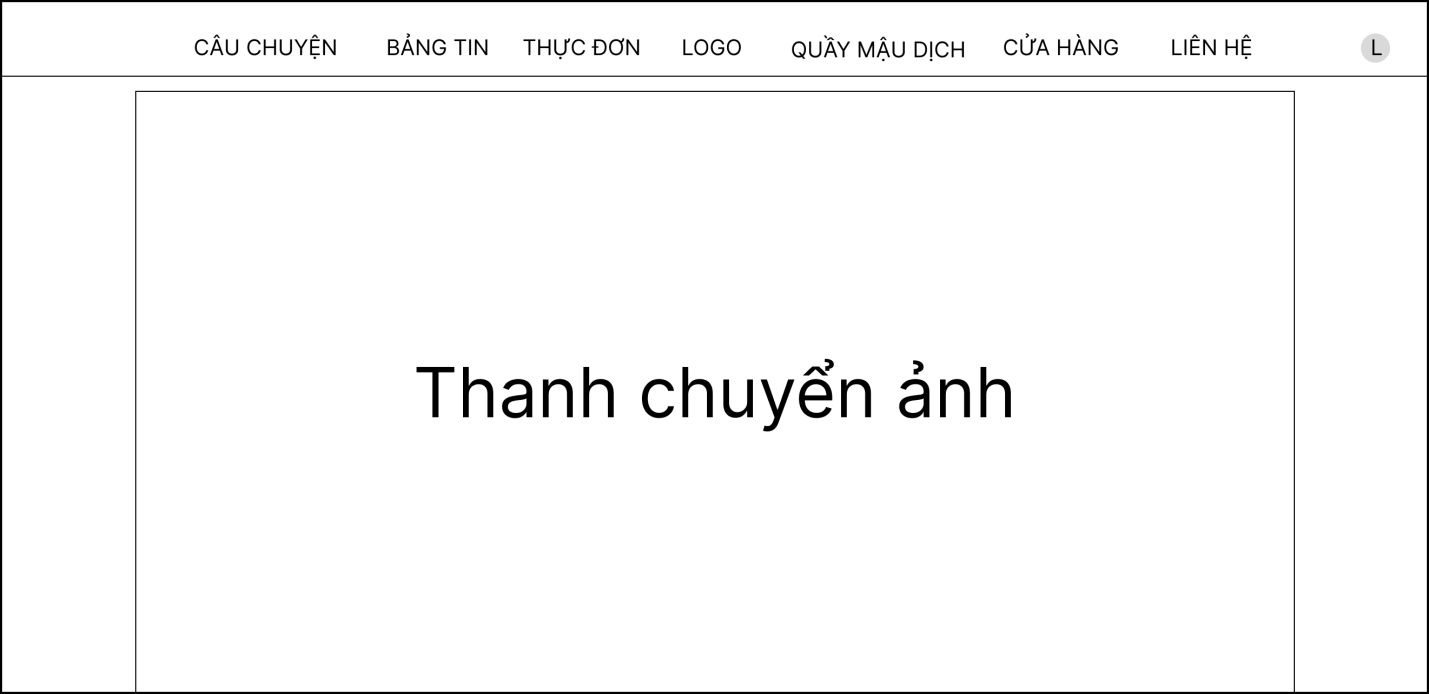 CÂU CHUYỆN BẢNG TIN THỰC ĐƠN LOGO QUẦY MẬU DỊCH CỬA HÀNG LIÊN HỆ L
Thanh chuyển ảnh